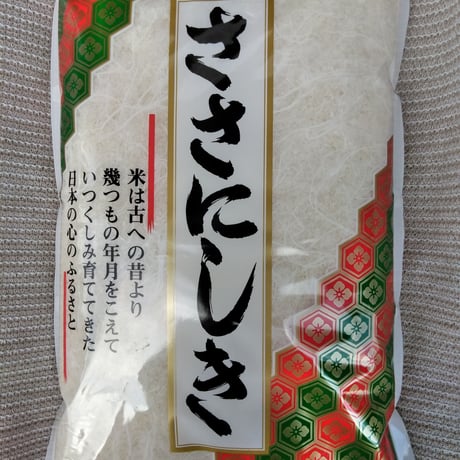 ささにしき
米は古への昔より
幾つもの年月をこえて
いつくしみ育ててきた
日本の心のふるさと